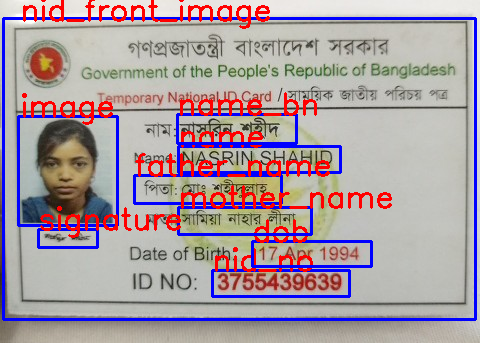 nid_front_image
গণপ্রজাতন্ত্রী বাংলাদেশ সরকার
Government of the People's Republic of Bangladesh
Temporary National ID Card / সাময়িক জাতীয় পরিচয় পত্র
image
name_bn
নাম: নাসরিন শহীদ
name
Name: NASRIN SHAHID
father_name
পিতা: মোঃ শহীদুল্লাহ
mother_name
মাতা: সামিয়া নাহার লীনা
signature
dob
Date of Birth: 17 Apr 1994
nid_no
ID NO: 3755439639